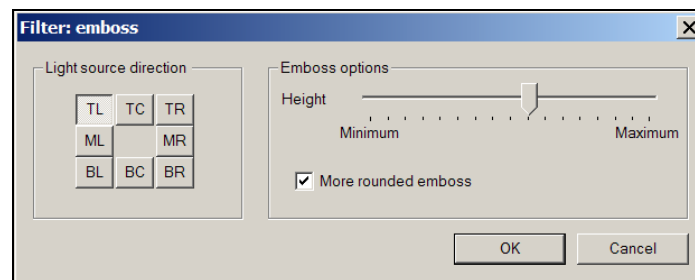 Filter: emboss
Light source direction
TL TC TR
ML MR
BL BC BR
Emboss options
Height
Minimum Maximum
More rounded emboss
OK Cancel